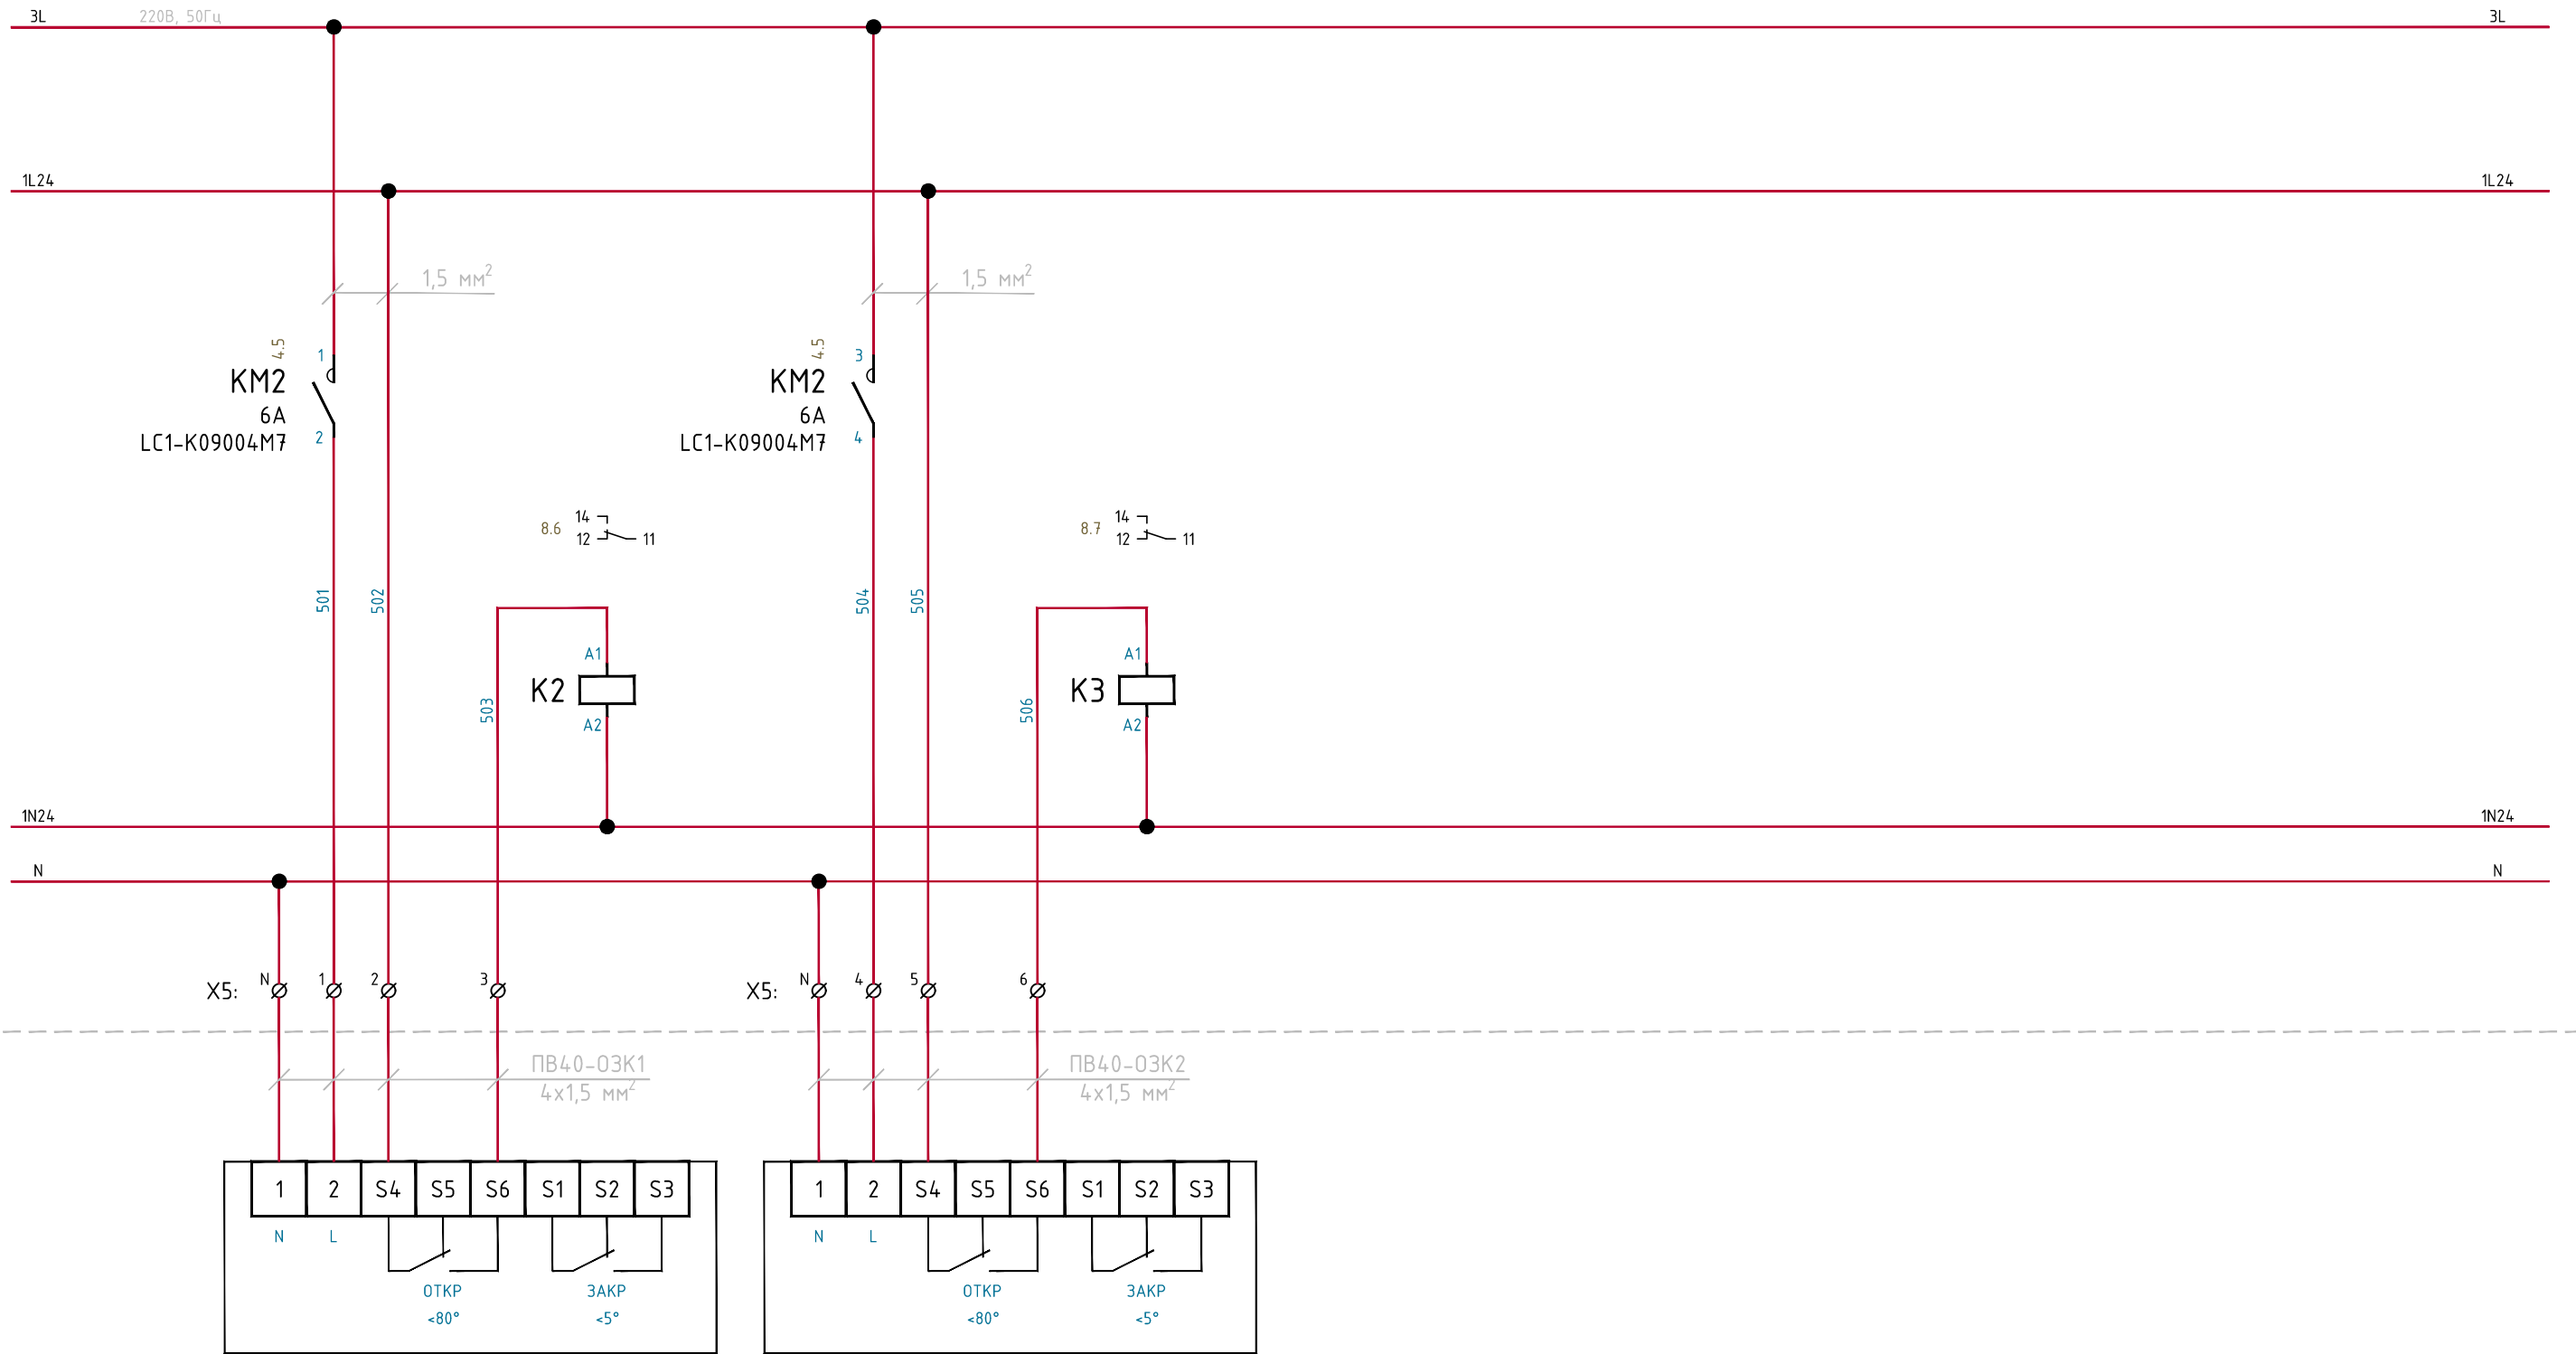 3L 220В, 50Гц 3L
1L24 1L24
1,5 мм² 1,5 мм²
4.5 1 4.5 3
KM2 KM2
6A 6A
LC1-K09004M7 2 LC1-K09004M7 4
8.6 14 8.7 14
12 11 12 11
501 502 504 505
A1 A1
K2 K3
503 A2 506 A2
1N24 1N24
N N
X5: N 1 2 3 X5: N 4 5 6
ПВ40-ОЗК1 ПВ40-ОЗК2
4x1,5 мм² 4x1,5 мм²
1 2 S4 S5 S6 S1 S2 S3 1 2 S4 S5 S6 S1 S2 S3
N L N L
ОТКР ЗАКР ОТКР ЗАКР
<80° <5° <80° <5°